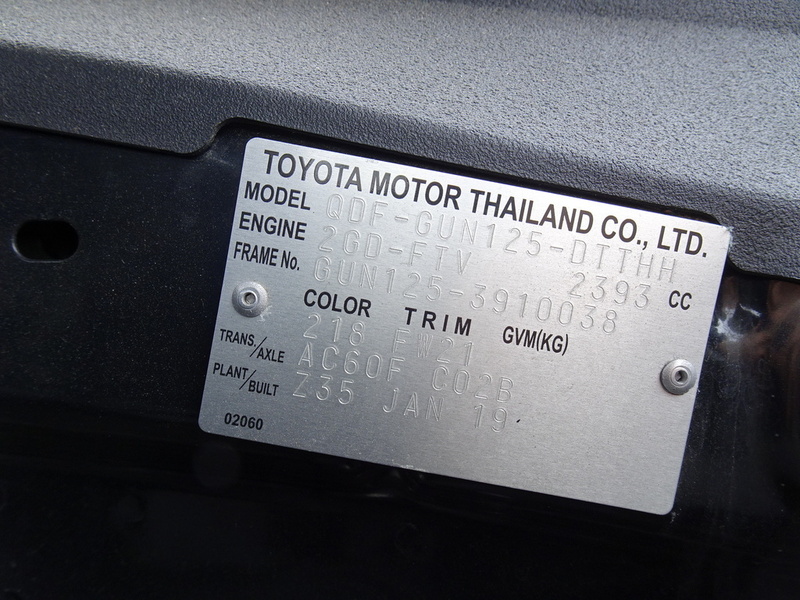 TOYOTA MOTOR THAILAND CO., LTD.
MODEL QDF-GUN125-DTTHH
ENGINE 2GD-FTV 2393 CC
FRAME No. GUN125-3910038
COLOR TRIM GVM(KG)
218 FW21
TRANS./AXLE AC60F C02B
PLANT/BUILT Z35 JAN 19
02060